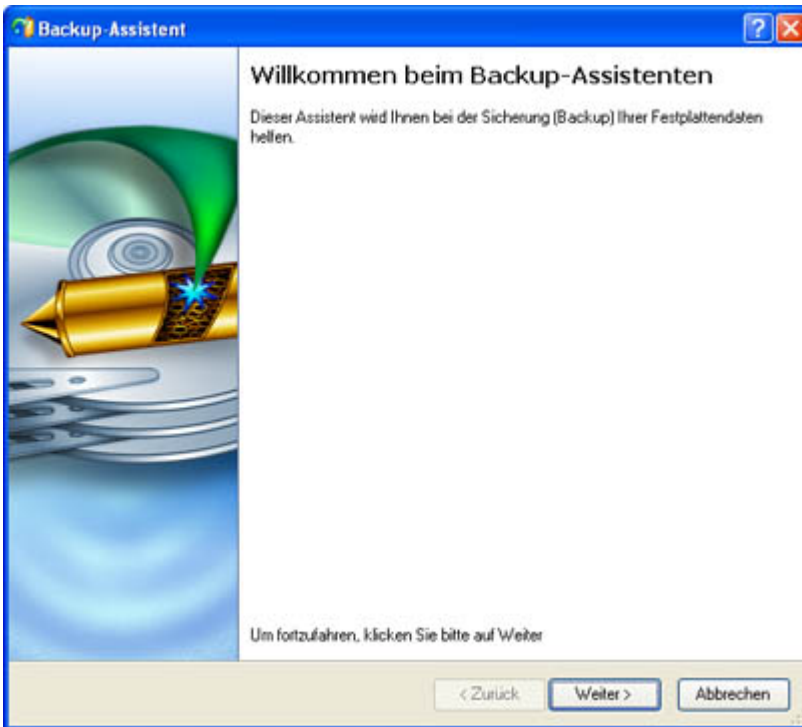 Backup-Assistent
Willkommen beim Backup-Assistenten
Dieser Assistent wird Ihnen bei der Sicherung (Backup) Ihrer Festplattendaten
helfen.
Um fortzufahren, klicken Sie bitte auf Weiter
< Zurück
Weiter >
Abbrechen